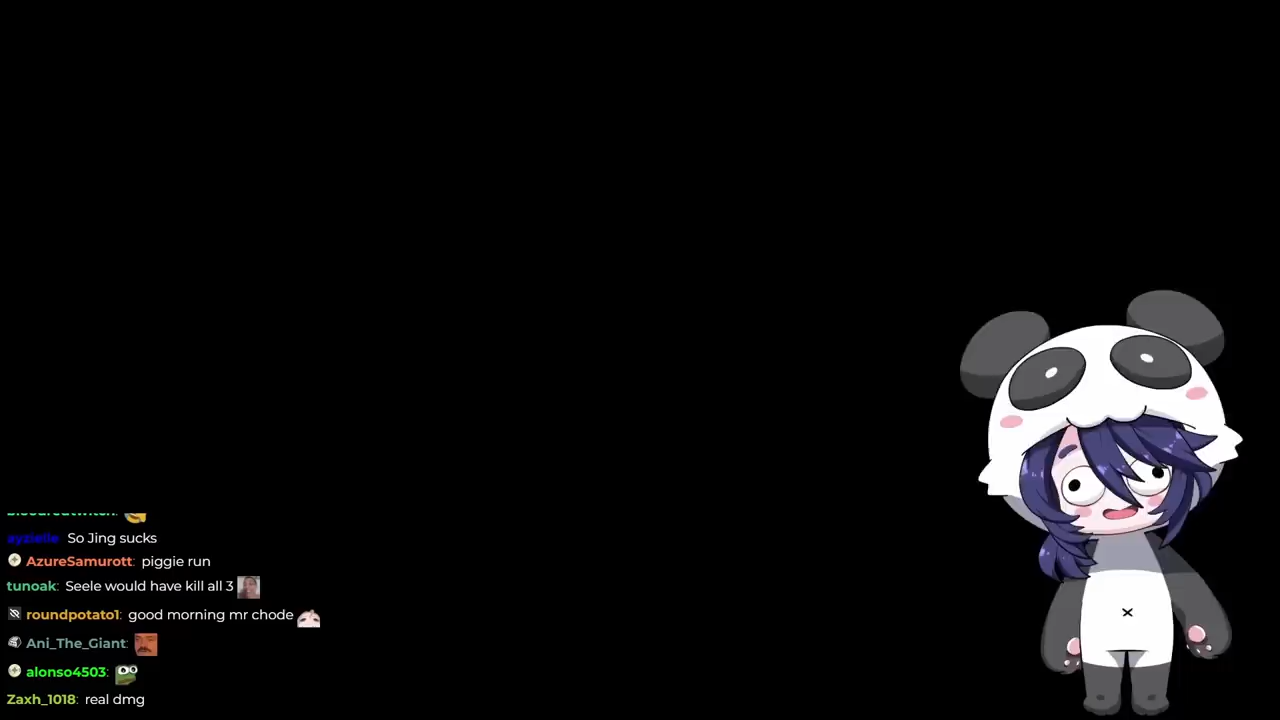 ayzielle: So Jing sucks
AzureSamurott: piggie run
tunoak: Seele would have kill all 3
roundpotato1: good morning mr chode
Ani_The_Giant:
alonso4503:
Zaxh_1018: real dmg